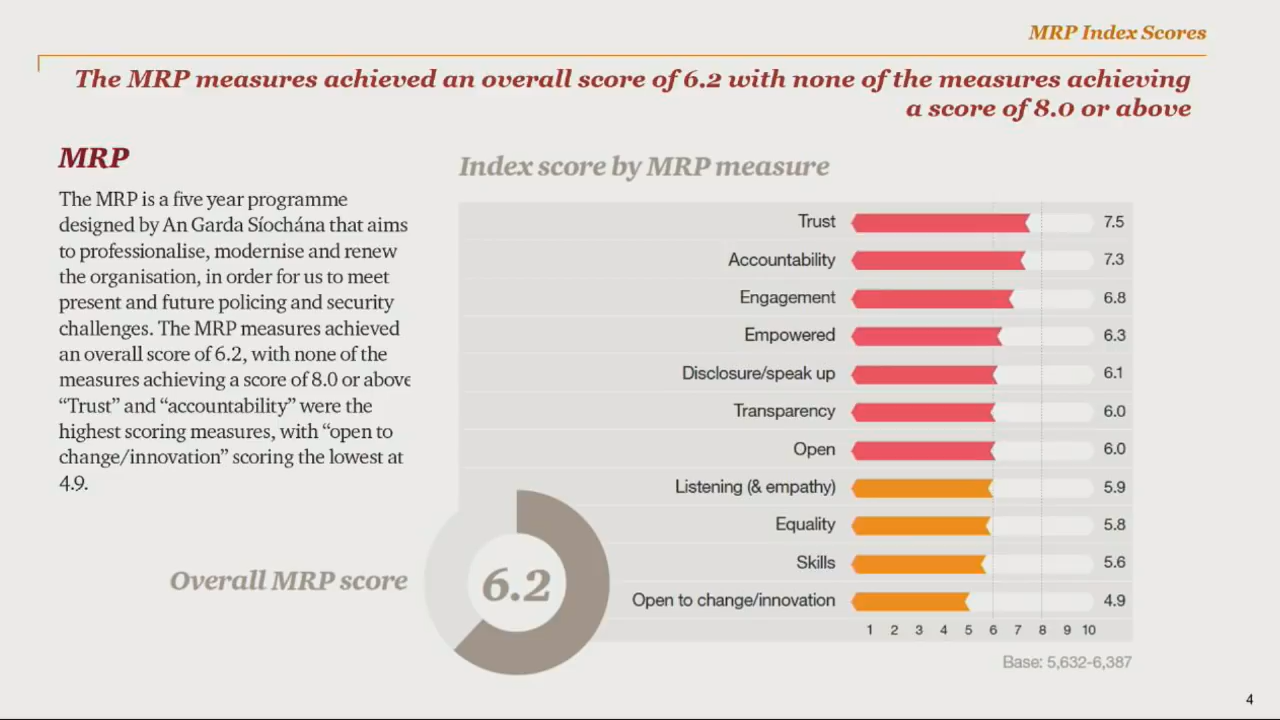 MRP Index Scores
The MRP measures achieved an overall score of 6.2 with none of the measures achieving
a score of 8.0 or above
MRP
The MRP is a five year programme
designed by An Garda Síochána that aims
to professionalise, modernise and renew
the organisation, in order for us to meet
present and future policing and security
challenges. The MRP measures achieved
an overall score of 6.2, with none of the
measures achieving a score of 8.0 or above
“Trust” and “accountability” were the
highest scoring measures, with “open to
change/innovation” scoring the lowest at
4.9.
Overall MRP score
6.2
Index score by MRP measure
Trust 7.5
Accountability 7.3
Engagement 6.8
Empowered 6.3
Disclosure/speak up 6.1
Transparency 6.0
Open 6.0
Listening (& empathy) 5.9
Equality 5.8
Skills 5.6
Open to change/innovation 4.9
1 2 3 4 5 6 7 8 9 10
Base: 5,632-6,387
4